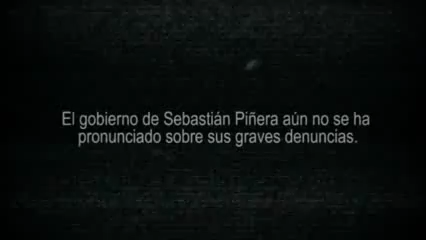 El gobierno de Sebastián Piñera aún no se ha
pronunciado sobre sus graves denuncias.